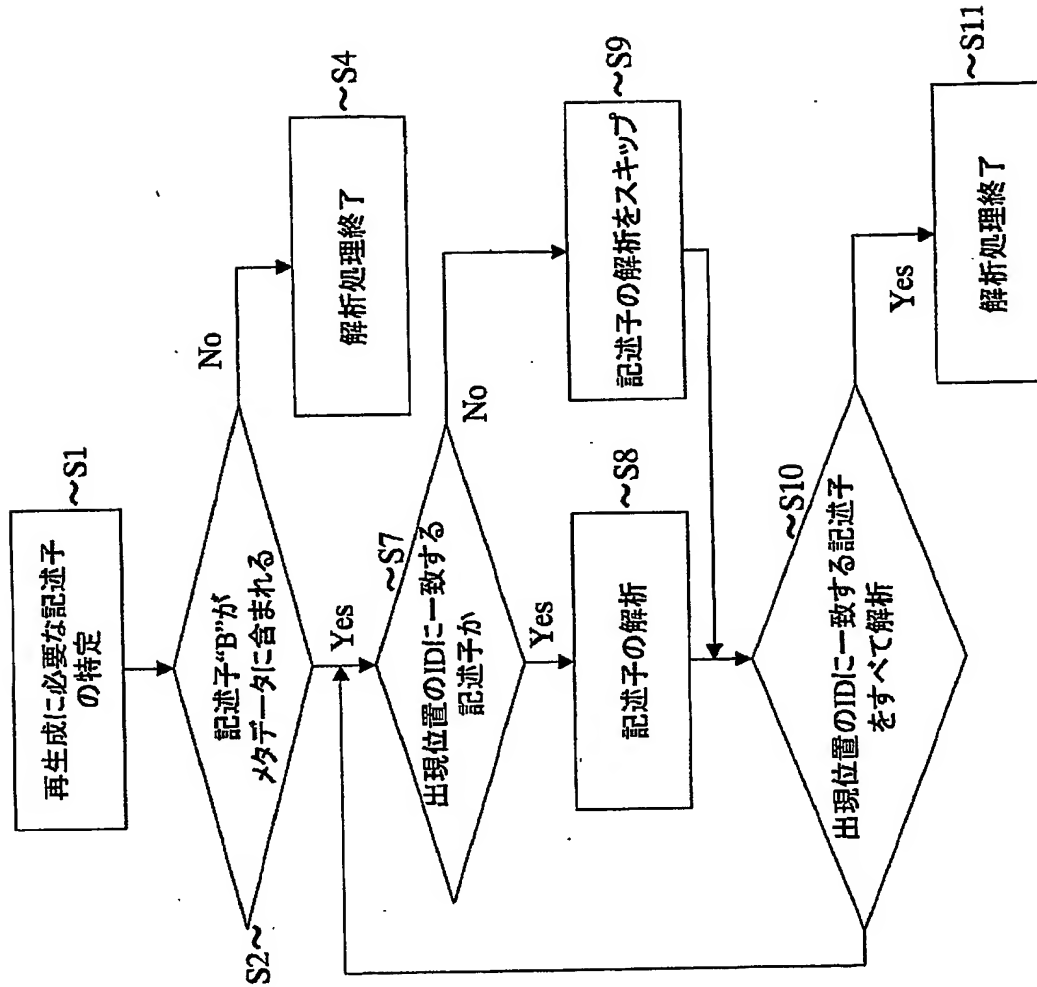 再生成に必要な記述子
の特定
~S1
記述子“B”が
メタデータに含まれる
S2~
No
解析処理終了
~S4
Yes
~S7
出現位置のIDに一致する
記述子か
No
Yes
記述子の解析
~S8
記述子の解析をスキップ
~S9
~S10
出現位置のIDに一致する記述子
をすべて解析
Yes
解析処理終了
~S11